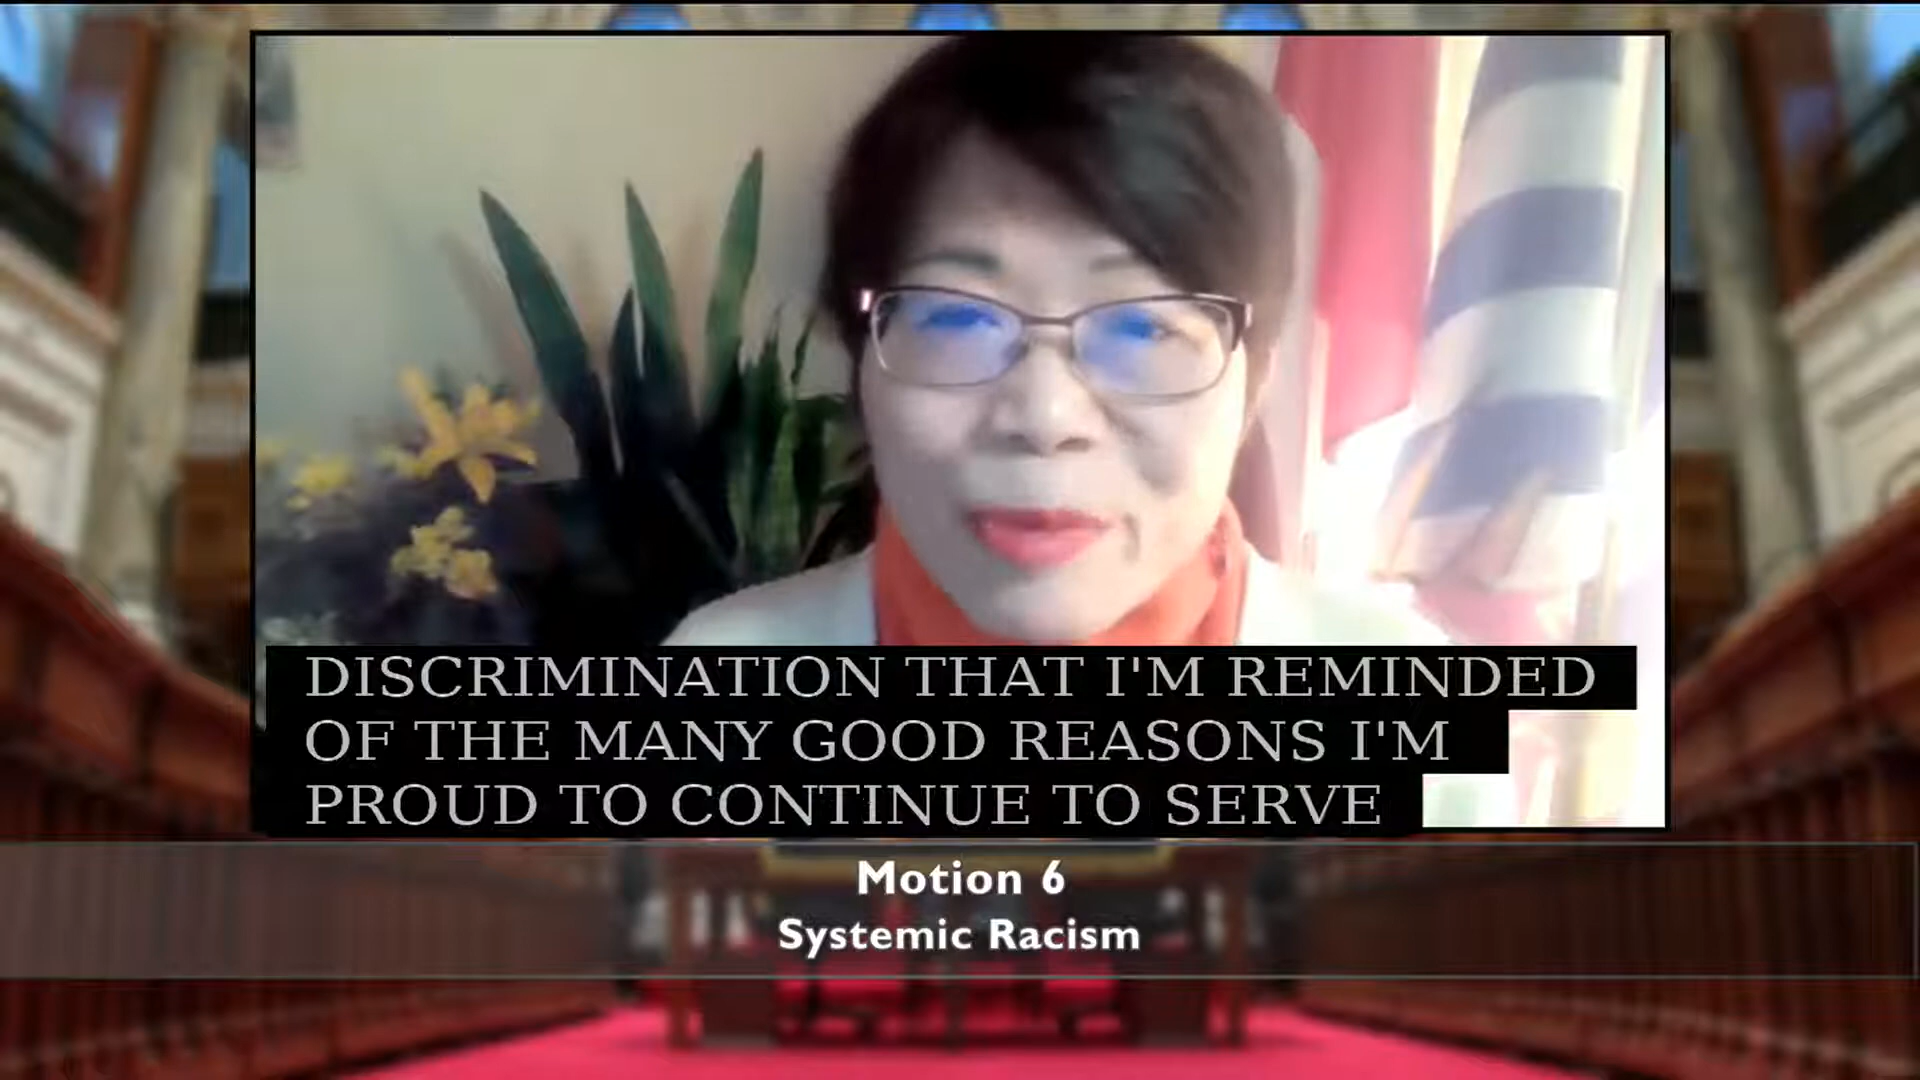 DISCRIMINATION THAT I'M REMINDED
OF THE MANY GOOD REASONS I'M
PROUD TO CONTINUE TO SERVE
Motion 6
Systemic Racism